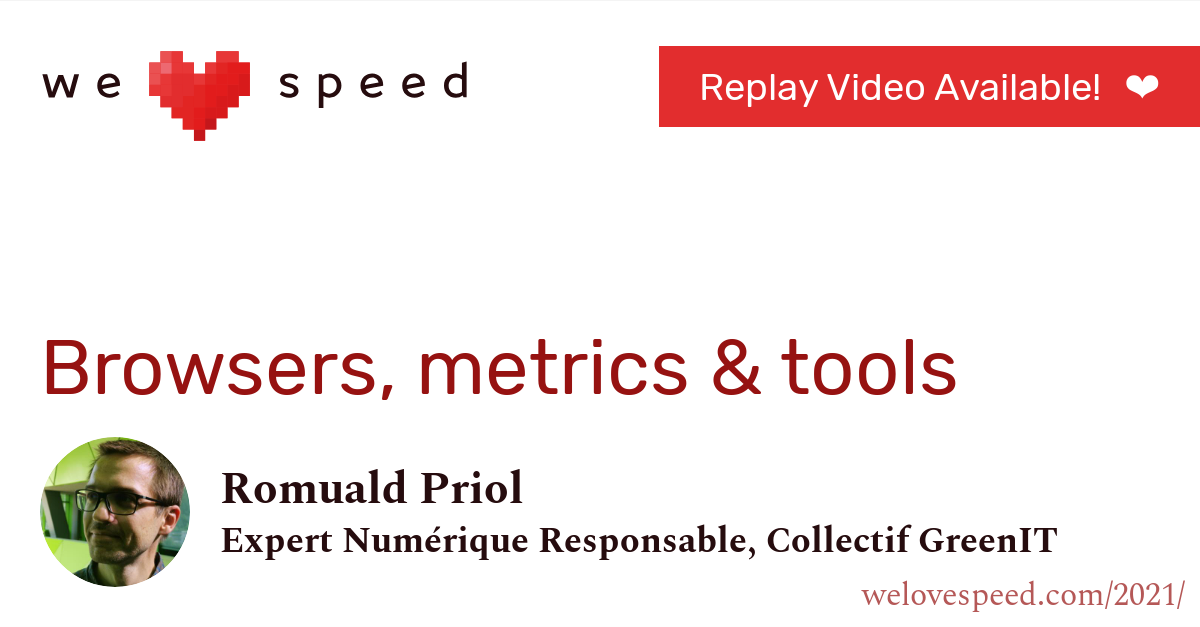 we speed
Replay Video Available! ❤
Browsers, metrics & tools
Romuald Priol
Expert Numérique Responsable, Collectif GreenIT
welovespeed.com/2021/